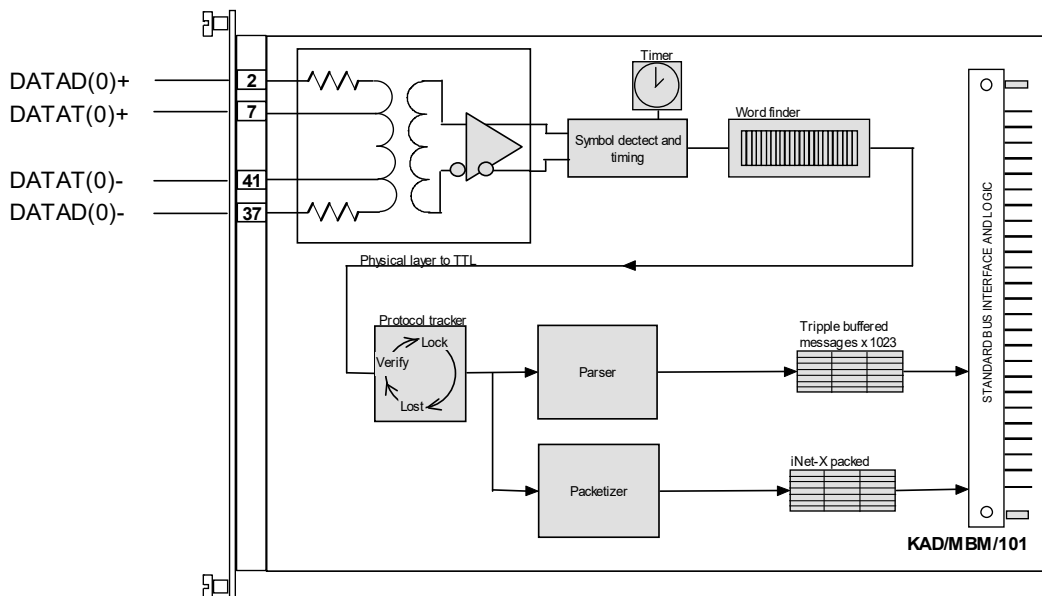 Timer
DATAD(0)+
2
DATAT(0)+
7
Word finder
Symbol dectect and
timing
DATAT(0)-
41
DATAD(0)-
37
Physical layer to TTL
Protocol tracker
Lock
Verify
Lost
Parser
Tripple buffered
messages x 1023
Packetizer
iNet-X packed
STANDARD BUS INTERFACE AND LOGIC
KAD/MBM/101